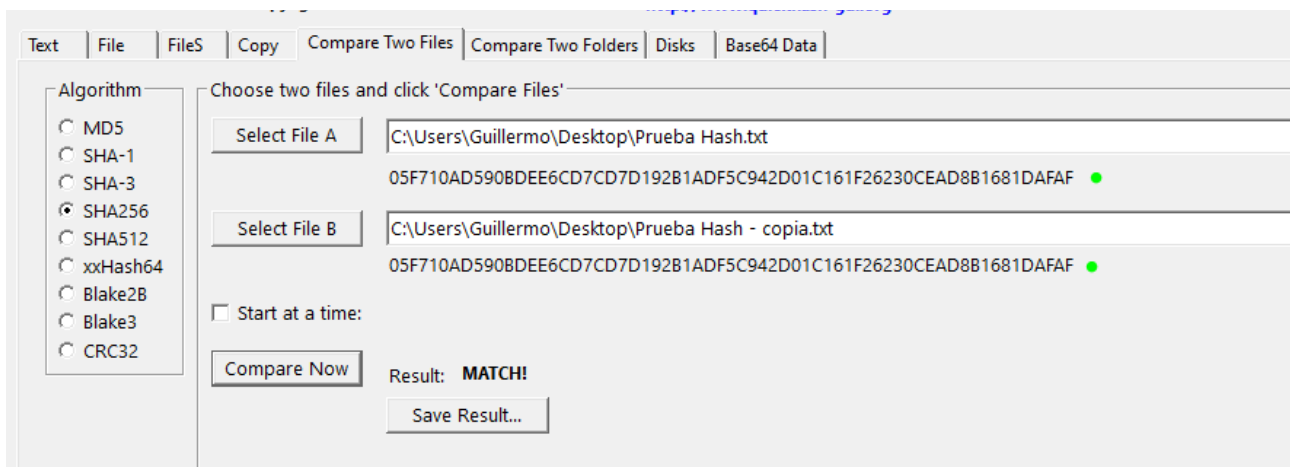 Text File FileS Copy Compare Two Files Compare Two Folders Disks Base64 Data
Algorithm
MD5
SHA-1
SHA-3
SHA256
SHA512
xxHash64
Blake2B
Blake3
CRC32
Choose two files and click 'Compare Files'
Select File A C:\Users\Guillermo\Desktop\Prueba Hash.txt
05F710AD590BDEE6CD7CD7D192B1ADF5C942D01C161F26230CEAD8B1681DAFAF
Select File B C:\Users\Guillermo\Desktop\Prueba Hash - copia.txt
05F710AD590BDEE6CD7CD7D192B1ADF5C942D01C161F26230CEAD8B1681DAFAF
Start at a time:
Compare Now Result: MATCH!
Save Result...